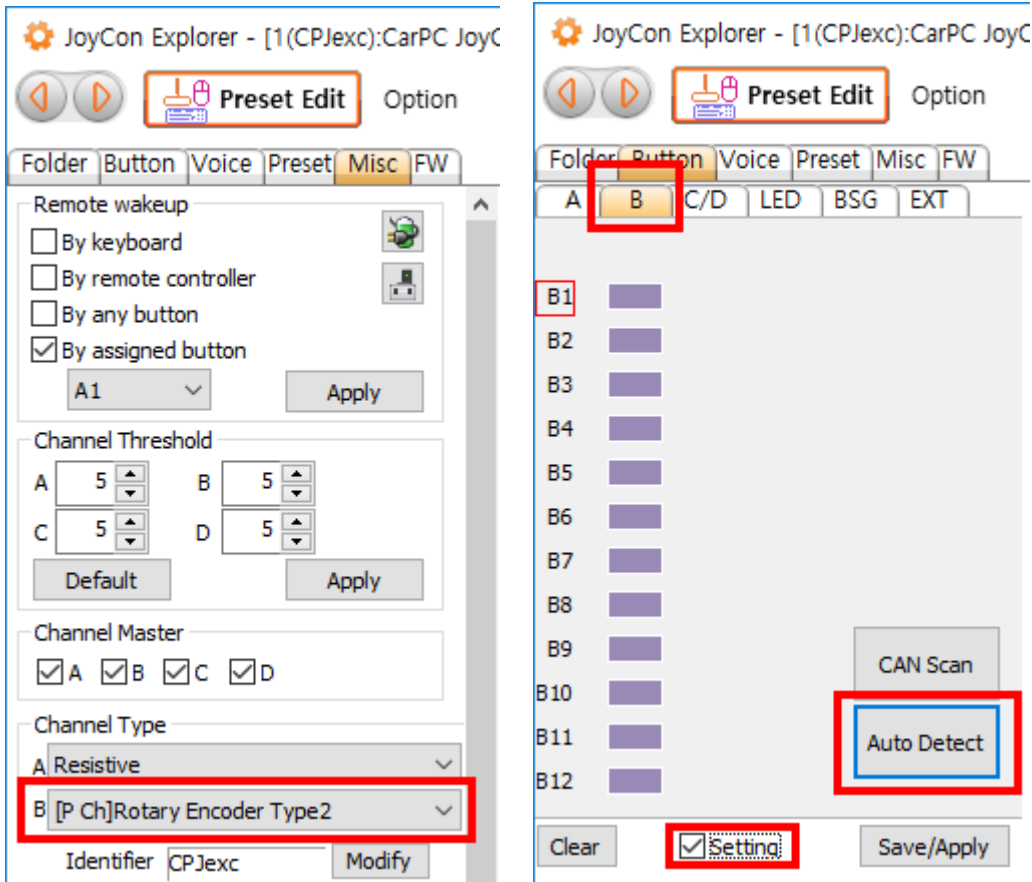 JoyCon Explorer - [1(CPJexc):CarPC JoyC
Preset Edit Option
Folder Button Voice Preset Misc FW
Remote wakeup
By keyboard
By remote controller
By any button
By assigned button
A1 Apply
Channel Threshold
A 5 B 5
C 5 D 5
Default Apply
Channel Master
A B C D
Channel Type
A Resistive
B [P Ch]Rotary Encoder Type2
Identifier CPJexc Modify
JoyCon Explorer - [1(CPJexc):CarPC JoyC
Preset Edit Option
Folder Button Voice Preset Misc FW
A B C/D LED BSG EXT
B1
B2
B3
B4
B5
B6
B7
B8
B9
CAN Scan
B10
B11
Auto Detect
B12
Clear Setting Save/Apply